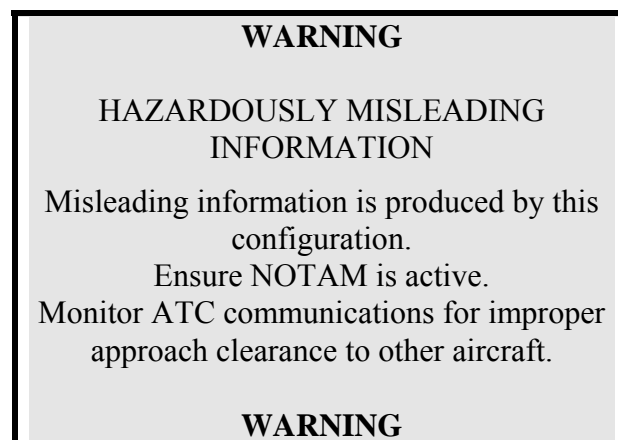 WARNING
HAZARDOUSLY MISLEADING
INFORMATION
Misleading information is produced by this
configuration.
Ensure NOTAM is active.
Monitor ATC communications for improper
approach clearance to other aircraft.
WARNING